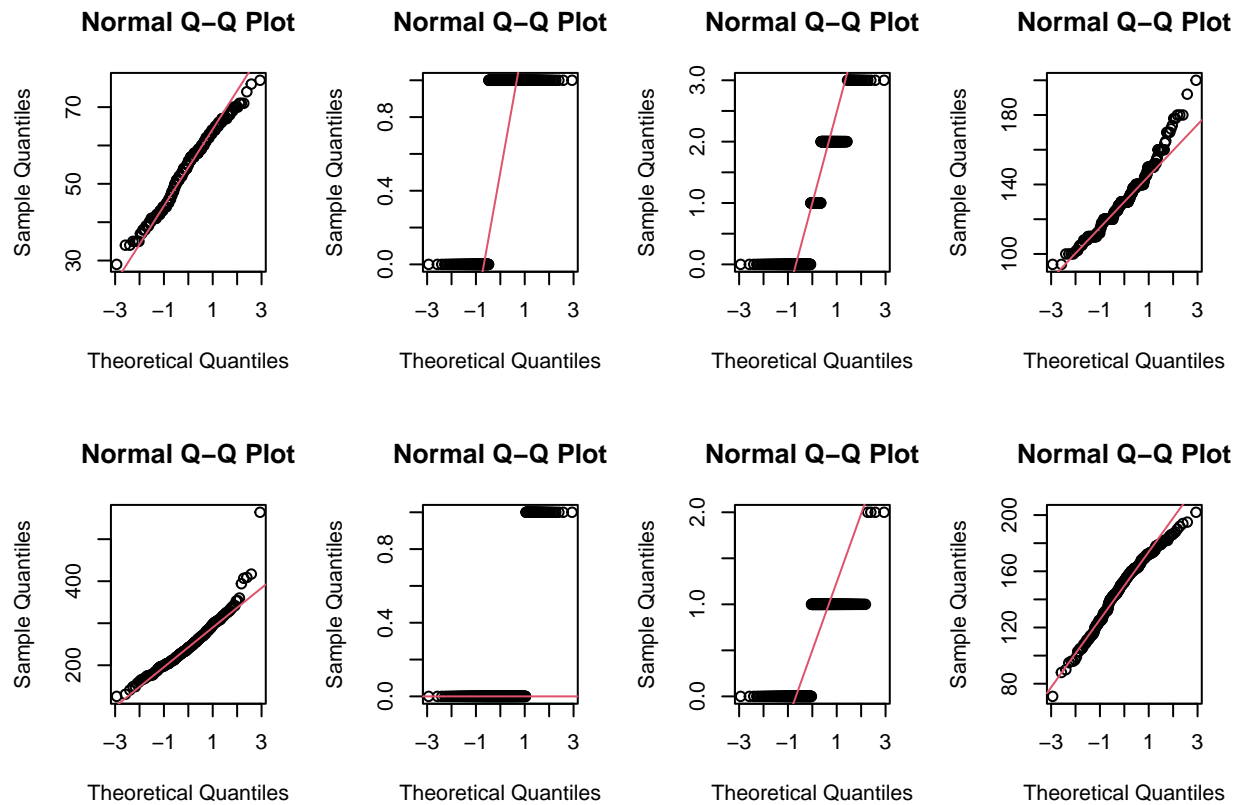 Normal Q−Q Plot Normal Q−Q Plot Normal Q−Q Plot Normal Q−Q Plot
Sample Quantiles
30 50 70
−3 −1 1 3
Theoretical Quantiles
Sample Quantiles
0.0 0.4 0.8
−3 −1 1 3
Theoretical Quantiles
Sample Quantiles
0.0 1.0 2.0 3.0
−3 −1 1 3
Theoretical Quantiles
Sample Quantiles
100 140 180
−3 −1 1 3
Theoretical Quantiles
Normal Q−Q Plot Normal Q−Q Plot Normal Q−Q Plot Normal Q−Q Plot
Sample Quantiles
200 400
−3 −1 1 3
Theoretical Quantiles
Sample Quantiles
0.0 0.4 0.8
−3 −1 1 3
Theoretical Quantiles
Sample Quantiles
0.0 1.0 2.0
−3 −1 1 3
Theoretical Quantiles
Sample Quantiles
80 120 160 200
−3 −1 1 3
Theoretical Quantiles